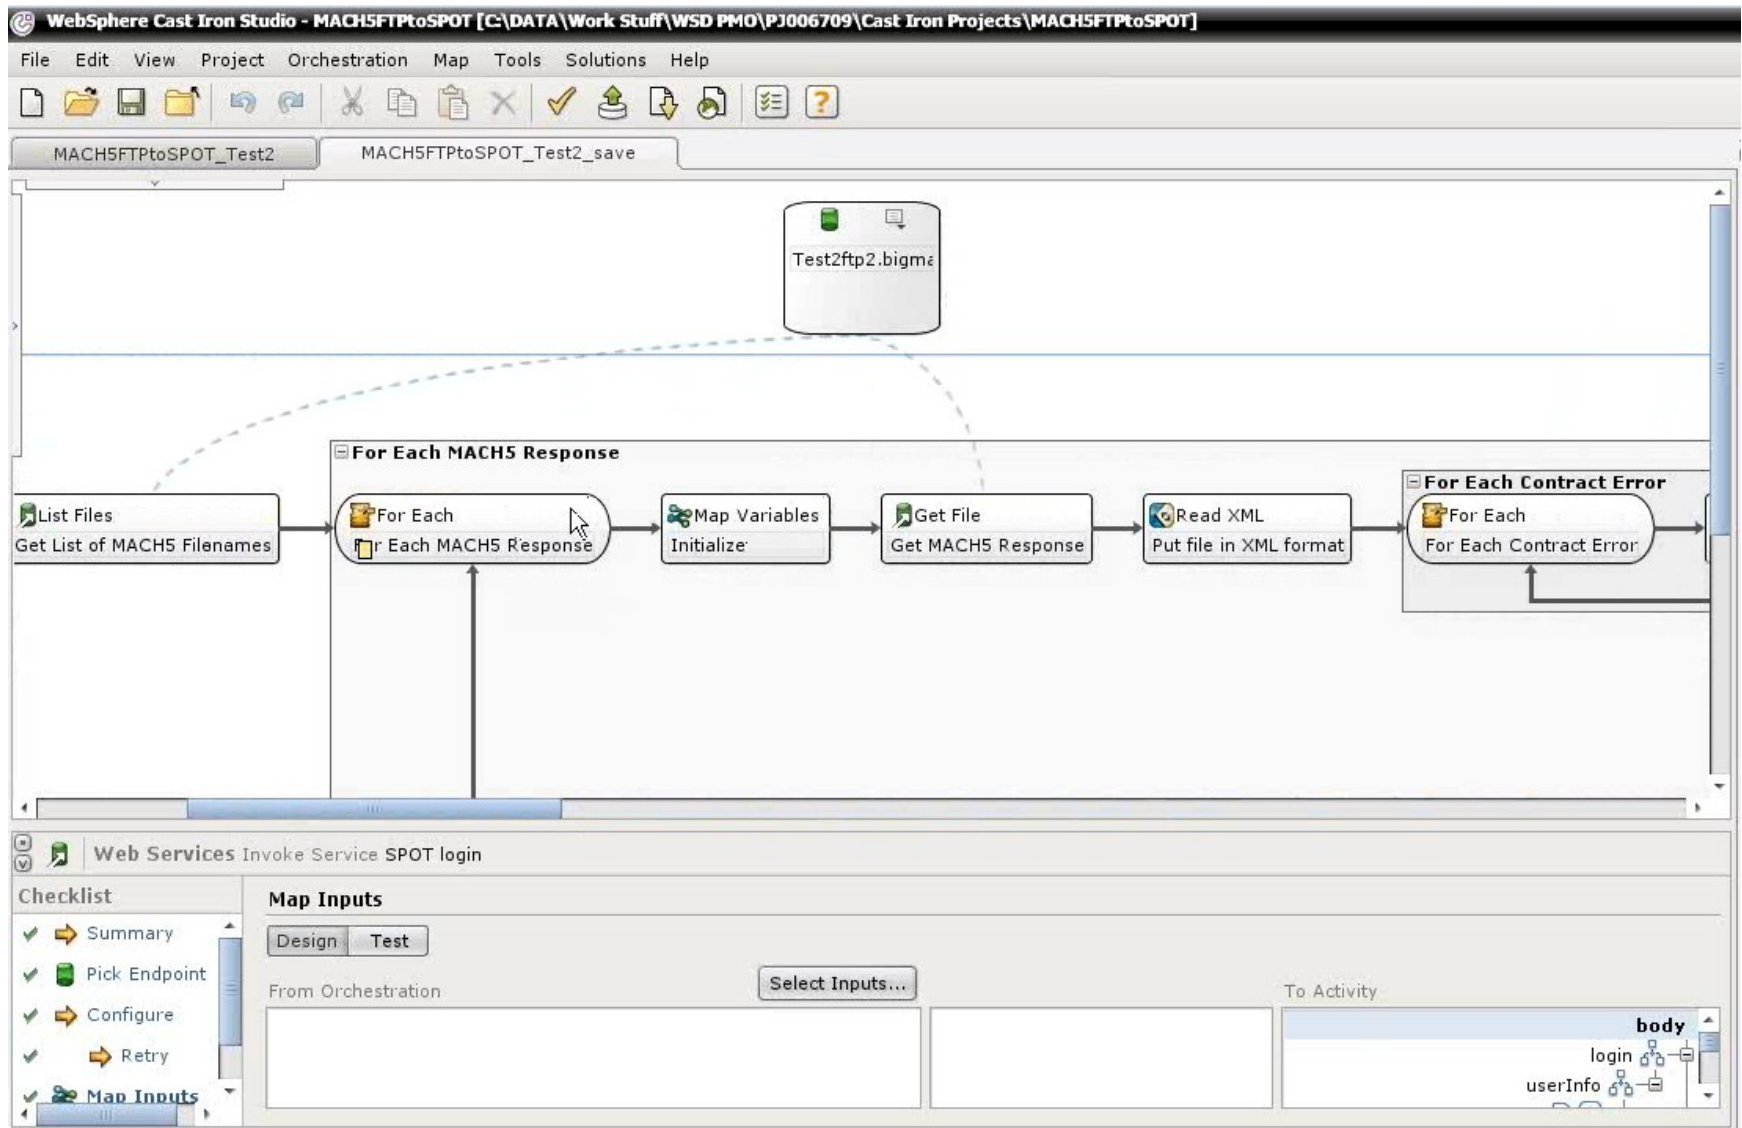 WebSphere Cast Iron Studio - MACH5FTPtoSPOT [C:\DATA\Work Stuff\WSD PMO\PJ006709\Cast Iron Projects\MACH5FTPtoSPOT]
File Edit View Project Orchestration Map Tools Solutions Help
MACH5FTPtoSPOT_Test2 MACH5FTPtoSPOT_Test2_save
Test2ftp2.bigma
For Each MACH5 Response
For Each Contract Error
List Files For Each Map Variables Get File Read XML For Each
Get List of MACH5 Filenames r Each MACH5 Response Initialize Get MACH5 Response Put file in XML format For Each Contract Error
Web Services Invoke Service SPOT login
Checklist
Summary
Pick Endpoint
Configure
Retry
Map Inputs
Map Inputs
Design Test
From Orchestration Select Inputs... To Activity
body
login
userInfo